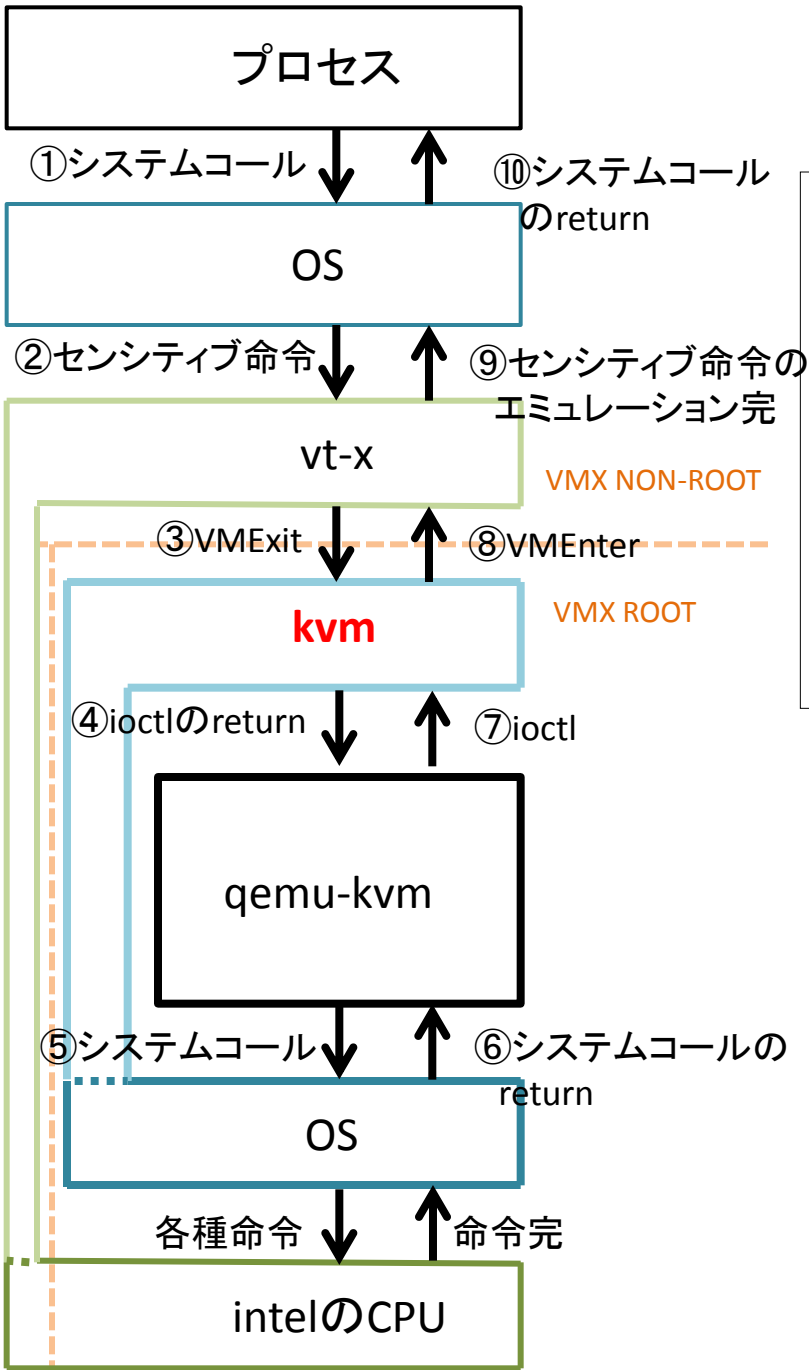 プロセス
①システムコール
⑩システムコール
のreturn
OS
②センシティブ命令
⑨センシティブ命令の
エミュレーション完
vt-x
VMX NON-ROOT
③VMExit
⑧VMEnter
kvm
VMX ROOT
④ioctlのreturn
⑦ioctl
qemu-kvm
⑤システムコール
⑥システムコールの
return
OS
各種命令
命令完
intelのCPU